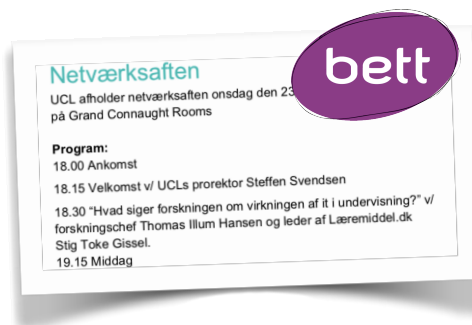 bett
Netværksaften
UCL afholder netværksaften onsdag den 23
på Grand Connaught Rooms
Program:
18.00 Ankomst
18.15 Velkomst v/ UCLs prorektor Steffen Svendsen
18.30 “Hvad siger forskningen om virkningen af it i undervisning?” v/
forskningschef Thomas Illum Hansen og leder af Læremiddel.dk
Stig Toke Gissel.
19.15 Middag